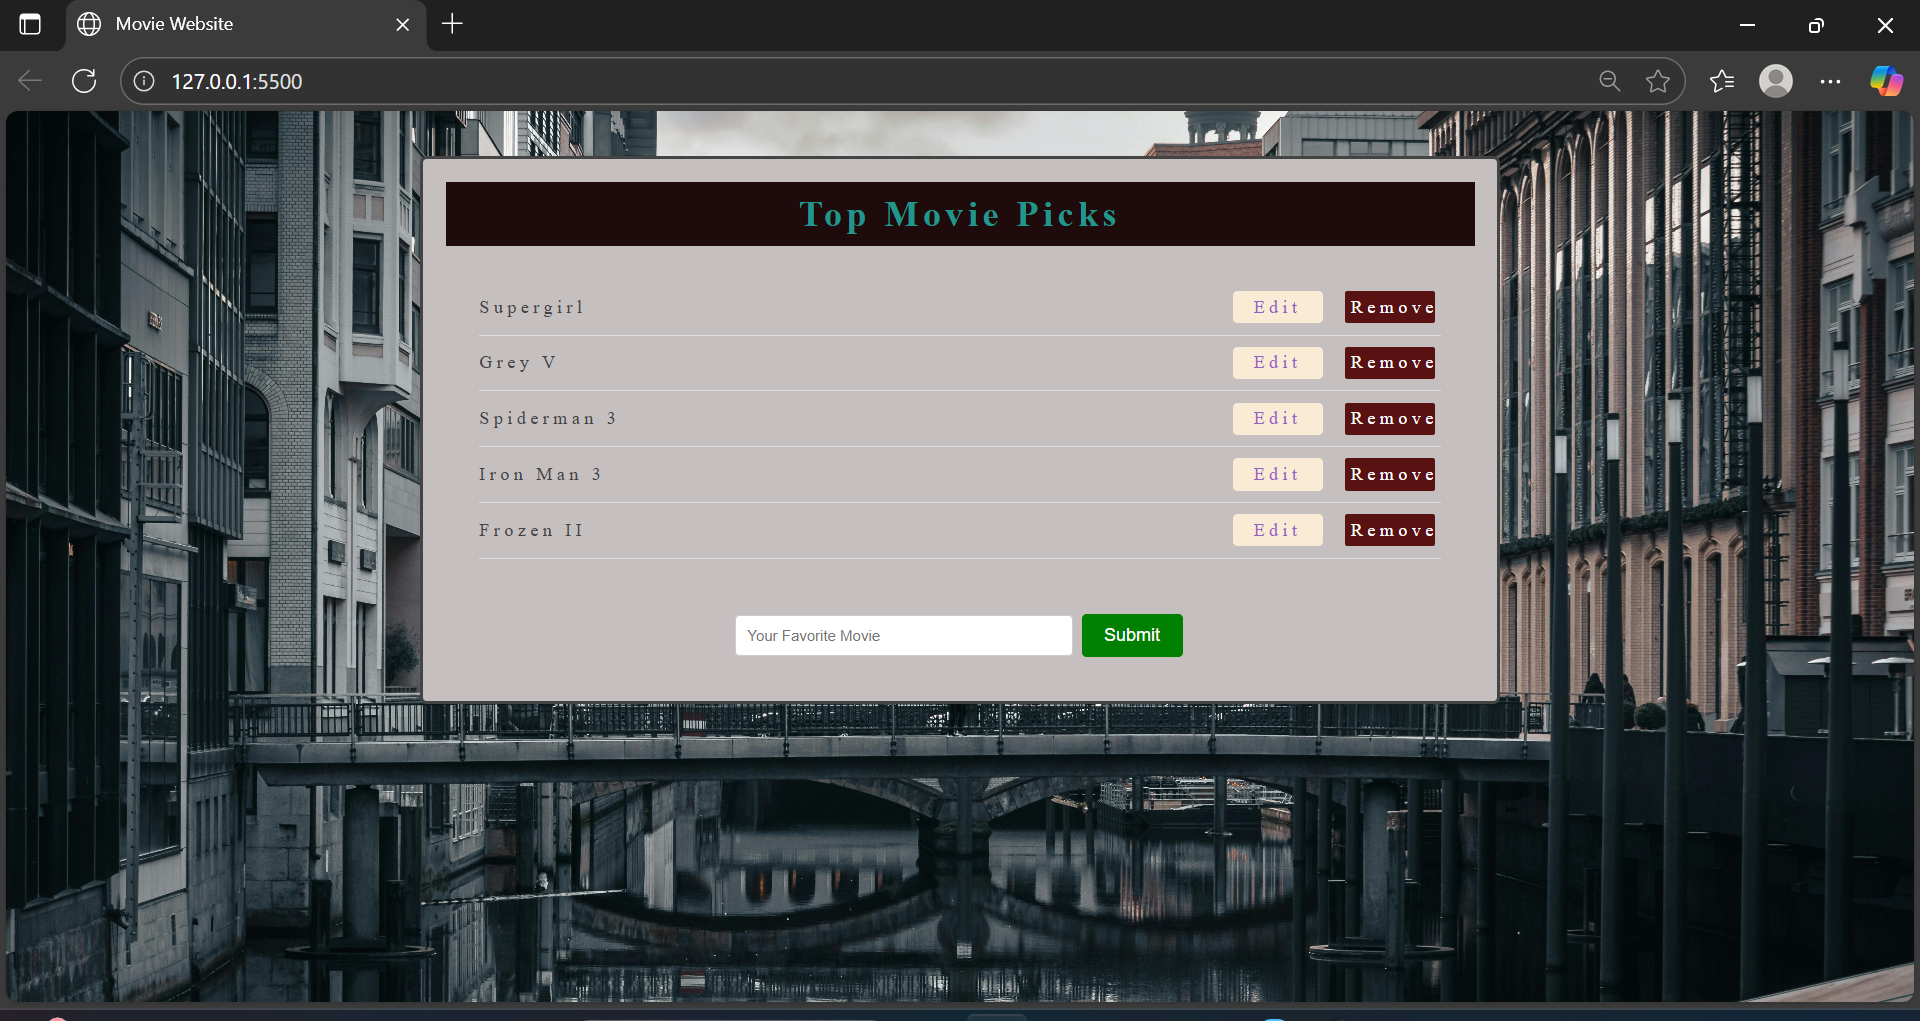 Movie Website
127.0.0.1:5500
Top Movie Picks
Supergirl Edit Remove
Grey V Edit Remove
Spiderman 3 Edit Remove
Iron Man 3 Edit Remove
Frozen II Edit Remove
Your Favorite Movie Submit